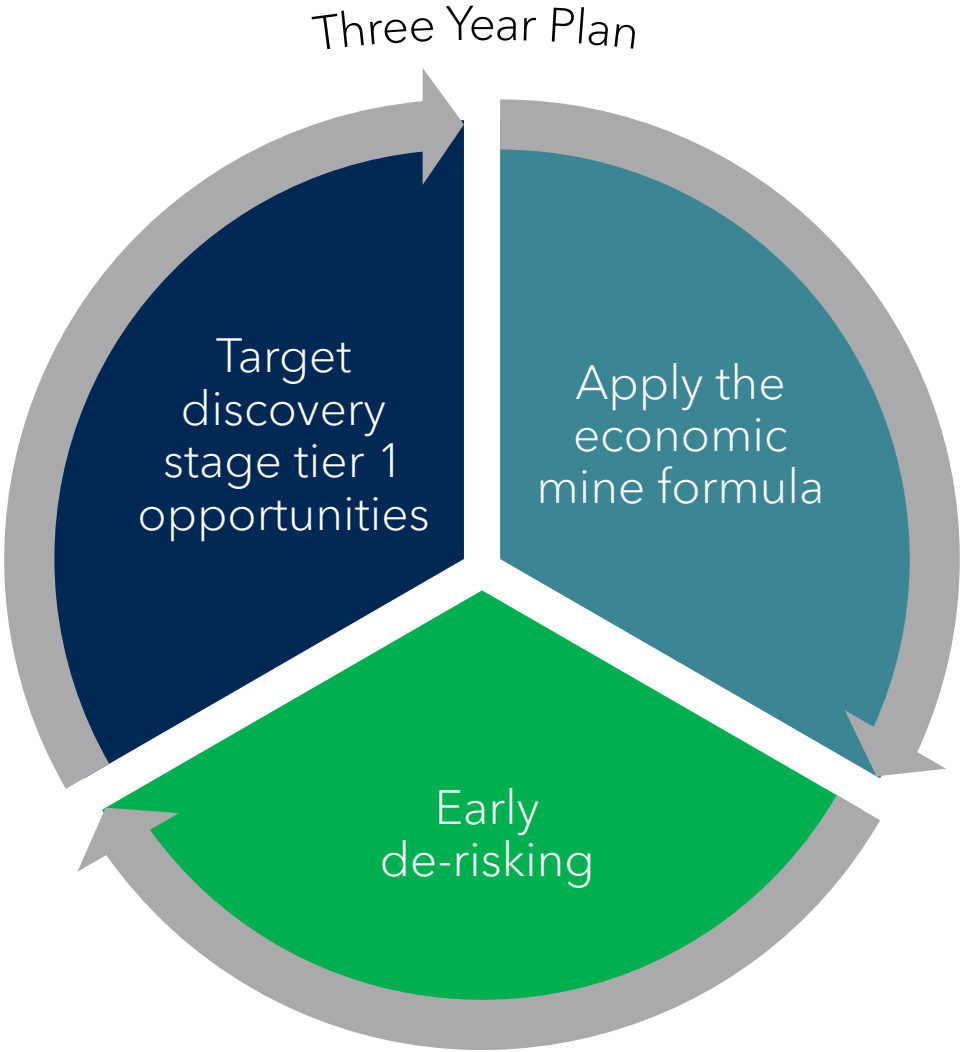 Three Year Plan
Target
discovery
stage tier 1
opportunities
Apply the
economic
mine formula
Early
de-risking